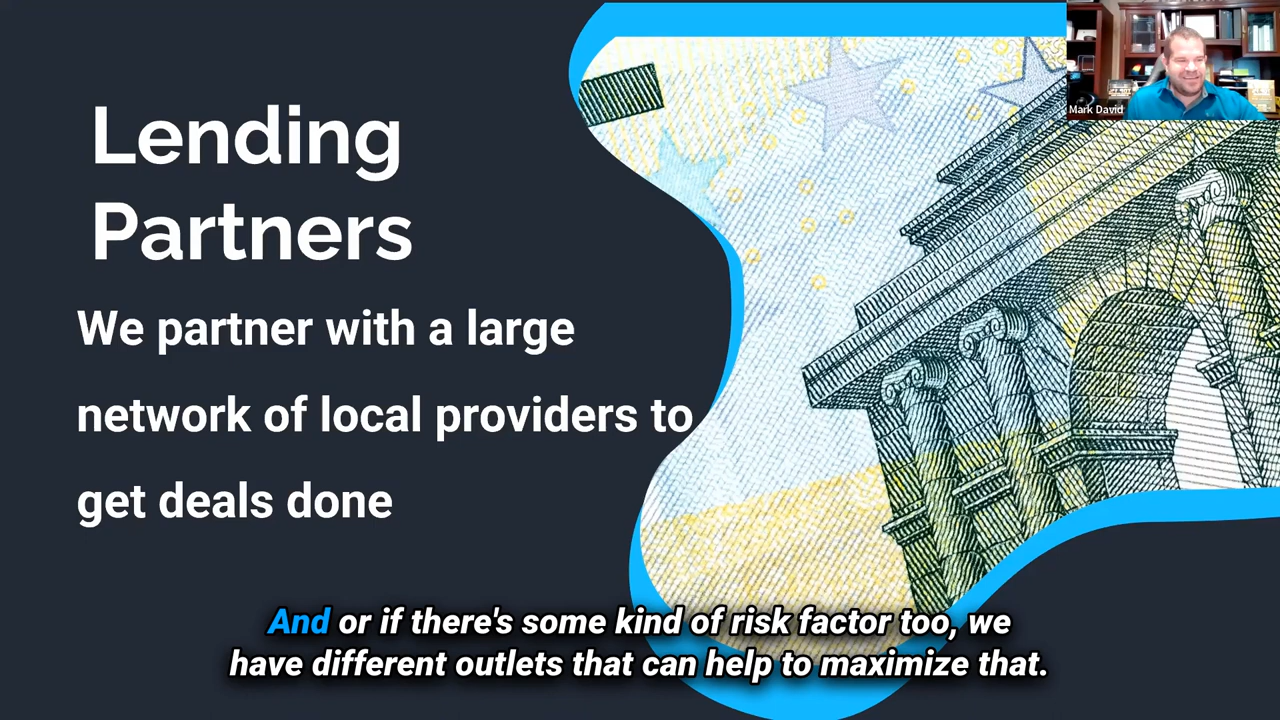 Lending
Partners
We partner with a large
network of local providers to
get deals done
Mark David
And or if there's some kind of risk factor too, we
have different outlets that can help to maximize that.